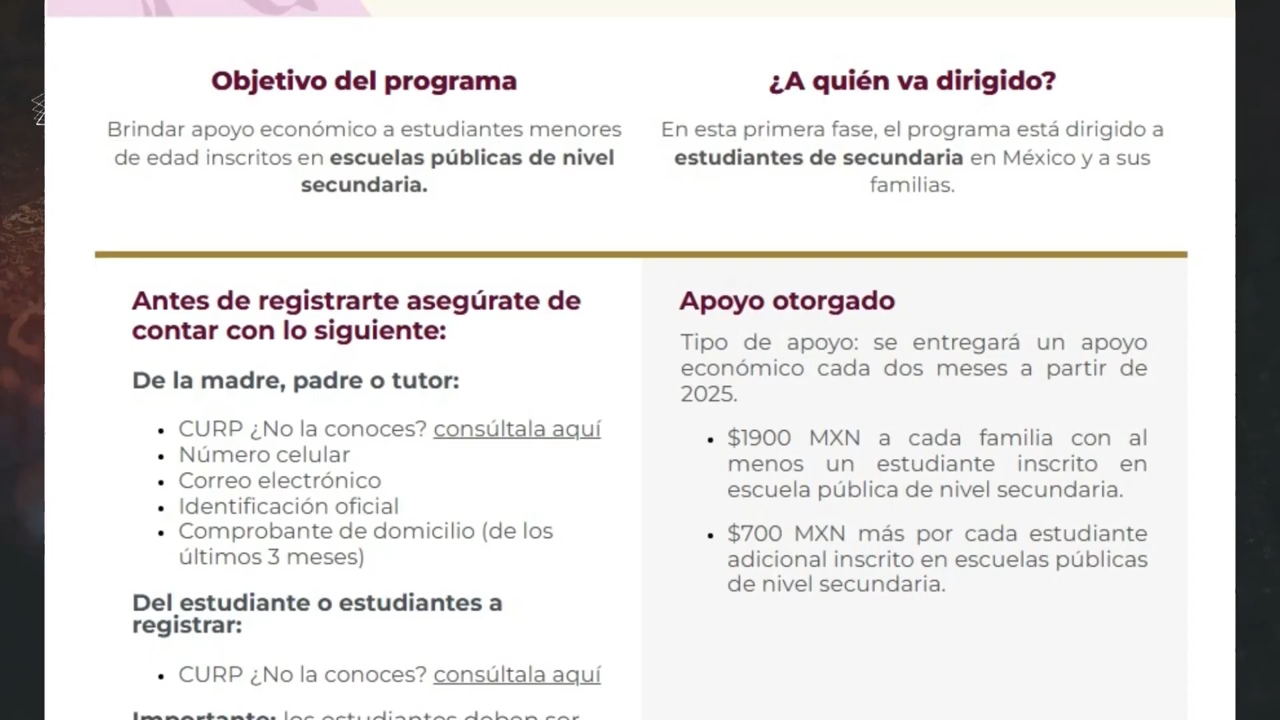 Objetivo del programa
Brindar apoyo económico a estudiantes menores
de edad inscritos en escuelas públicas de nivel
secundaria.
¿A quién va dirigido?
En esta primera fase, el programa está dirigido a
estudiantes de secundaria en México y a sus
familias.
Antes de registrarte asegúrate de
contar con lo siguiente:
De la madre, padre o tutor:
• CURP ¿No la conoces? consúltala aquí
• Número celular
• Correo electrónico
• Identificación oficial
• Comprobante de domicilio (de los
últimos 3 meses)
Del estudiante o estudiantes a
registrar:
• CURP ¿No la conoces? consúltala aquí
Importante: los estudiantes deben ser
Apoyo otorgado
Tipo de apoyo: se entregará un apoyo
económico cada dos meses a partir de
2025.
• $1900 MXN a cada familia con al
menos un estudiante inscrito en
escuela pública de nivel secundaria.
• $700 MXN más por cada estudiante
adicional inscrito en escuelas públicas
de nivel secundaria.